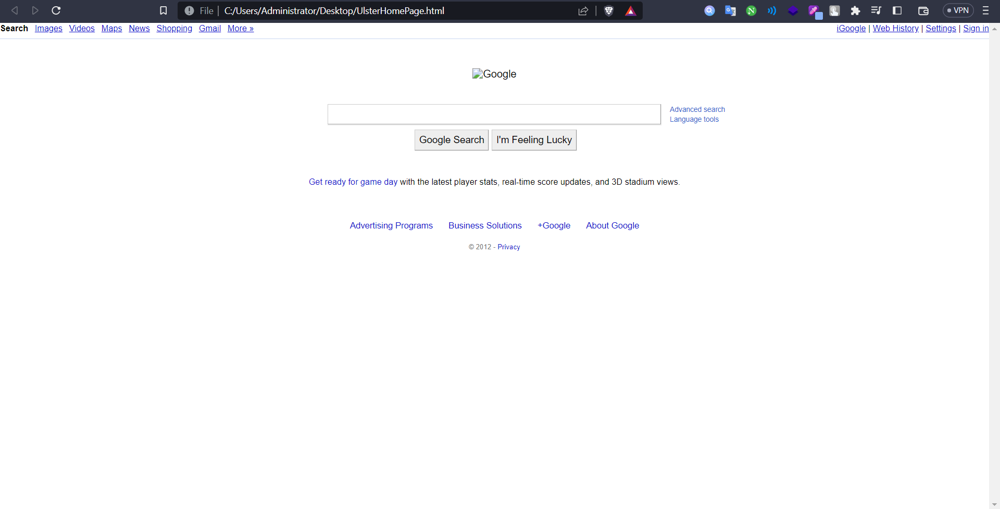 File C:/Users/Administrator/Desktop/UlsterHomePage.html VPN
Search Images Videos Maps News Shopping Gmail More » iGoogle | Web History | Settings | Sign in
Google
Advanced search
Language tools
Google Search I'm Feeling Lucky
Get ready for game day with the latest player stats, real-time score updates, and 3D stadium views.
Advertising Programs Business Solutions +Google About Google
© 2012 - Privacy